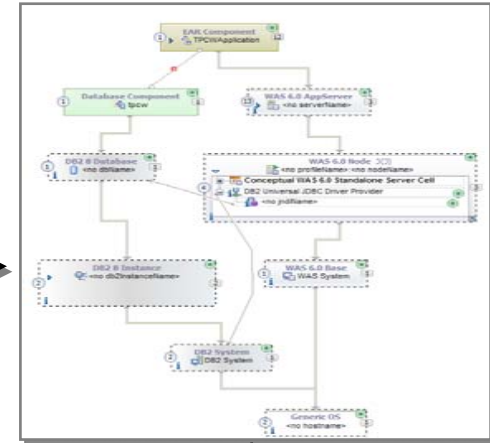 EAR Component
TPCWApplication
Database Component
tpcw
WAS 6.0 AppServer
<no serverName>
DB2 8 Database
<no dbName>
WAS 6.0 Node
<no profileName>:<no nodeName>
Conceptual WAS 6.0 Standalone Server Cell
DB2 Universal JDBC Driver Provider
<no jndiName>
DB2 8 Instance
<no db2InstanceName>
WAS 6.0 Base
WAS System
DB2 System
DB2 System
Generic OS
<no hostname>